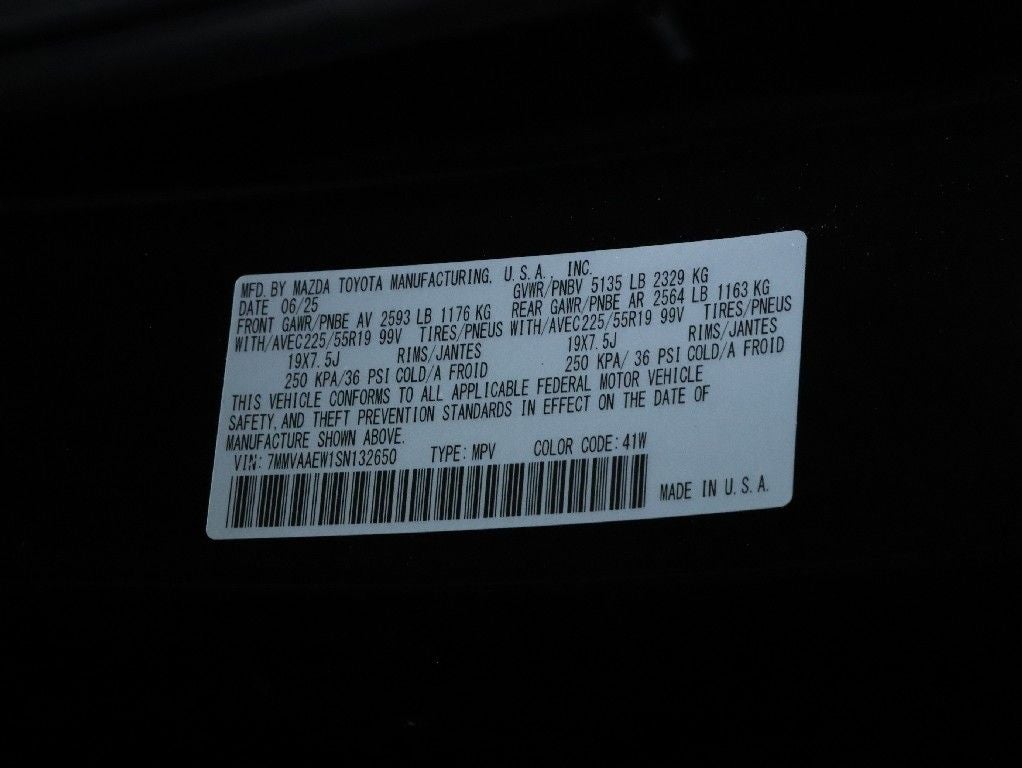 MFD. BY MAZDA TOYOTA MANUFACTURING, U.S.A., INC.
DATE 06/25 GVWR/PNBV 5135 LB 2329 KG
FRONT GAWR/PNBE AV 2593 LB 1176 KG REAR GAWR/PNBE AR 2564 LB 1163 KG
WITH/AVEC 225/55R19 99V TIRES/PNEUS WITH/AVEC 225/55R19 99V TIRES/PNEUS
19X7.5J RIMS/JANTES 19X7.5J RIMS/JANTES
250 KPA/36 PSI COLD/A FROID 250 KPA/ 36 PSI COLD/A FROID
THIS VEHICLE CONFORMS TO ALL APPLICABLE FEDERAL MOTOR VEHICLE
SAFETY, AND THEFT PREVENTION STANDARDS IN EFFECT ON THE DATE OF
MANUFACTURE SHOWN ABOVE.
VIN: 7MMVAAEW1SN132650 TYPE: MPV COLOR CODE: 41W
MADE IN U.S.A.